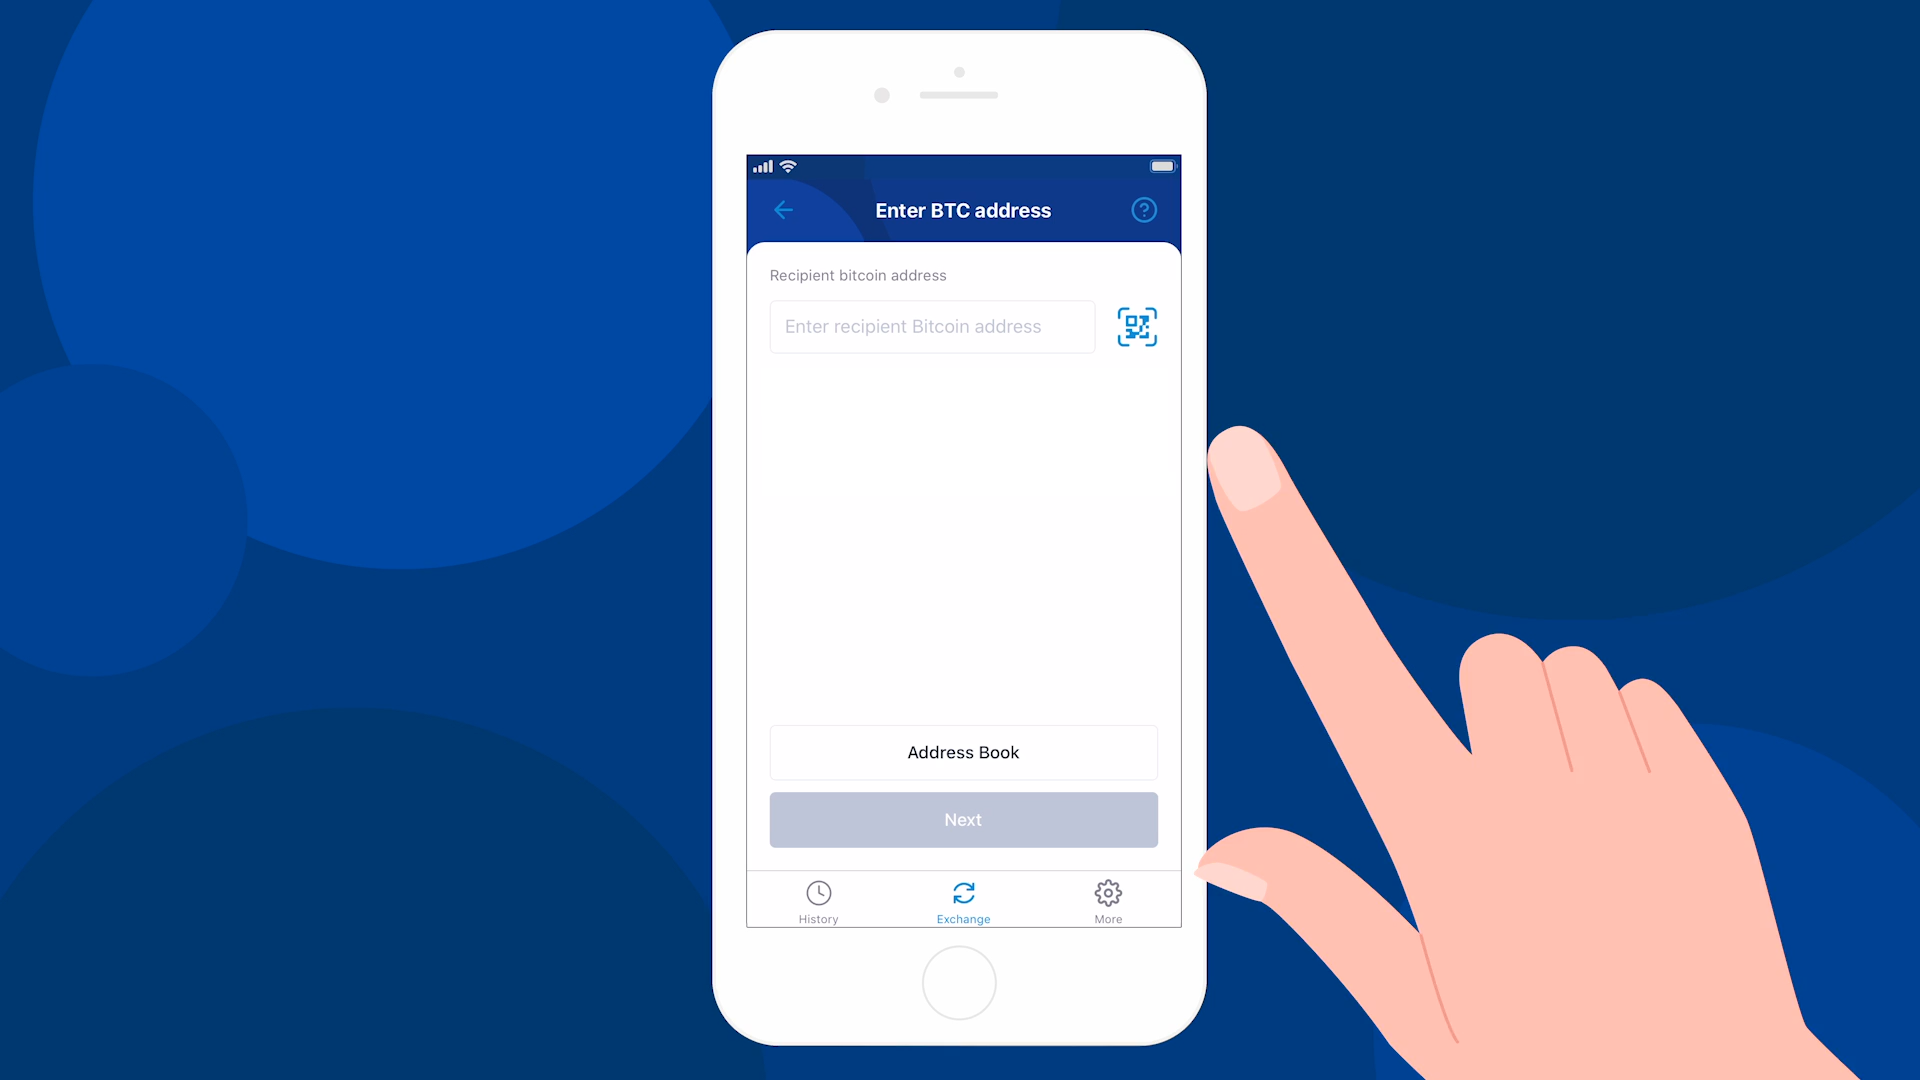 Enter BTC address
Recipient bitcoin address
Enter recipient Bitcoin address
Address Book
Next
History
Exchange
More